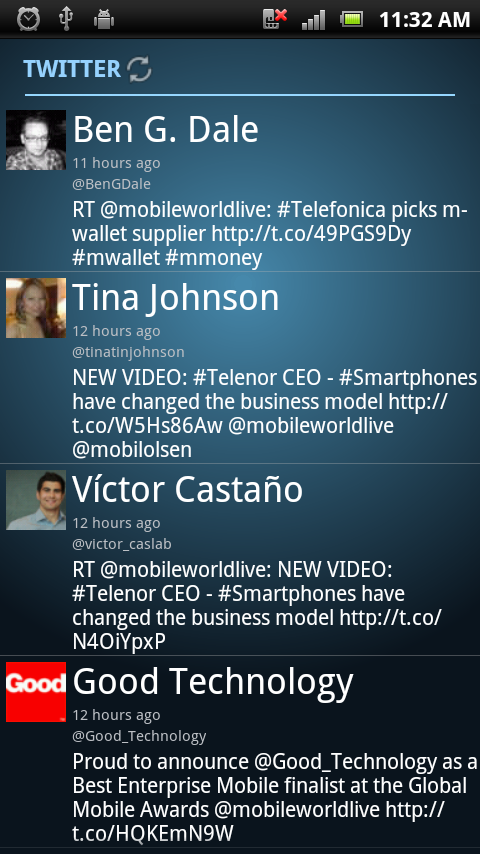 11:32 AM
TWITTER
Ben G. Dale
11 hours ago
@BenGDale
RT @mobileworldlive: #Telefonica picks m-
wallet supplier http://t.co/49PGS9Dy
#mwallet #mmoney
Tina Johnson
12 hours ago
@tinatinjohnson
NEW VIDEO: #Telenor CEO - #Smartphones
have changed the business model http://
t.co/W5Hs86Aw @mobileworldlive
@mobilolsen
Víctor Castaño
12 hours ago
@victor_caslab
RT @mobileworldlive: NEW VIDEO:
#Telenor CEO - #Smartphones have
changed the business model http://t.co/
N4OiYpxP
Good
Good Technology
12 hours ago
@Good_Technology
Proud to announce @Good_Technology as a
Best Enterprise Mobile finalist at the Global
Mobile Awards @mobileworldlive http://
t.co/HQKEmN9W